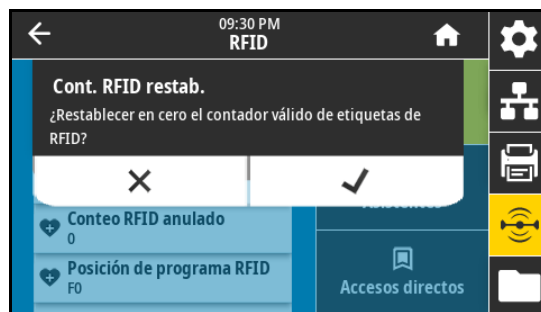 09:30 PM
RFID
Cont. RFID restab.
¿Restablecer en cero el contador válido de etiquetas de
RFID?
Conteo RFID anulado
0
Posición de programa RFID
F0
Accesos directos